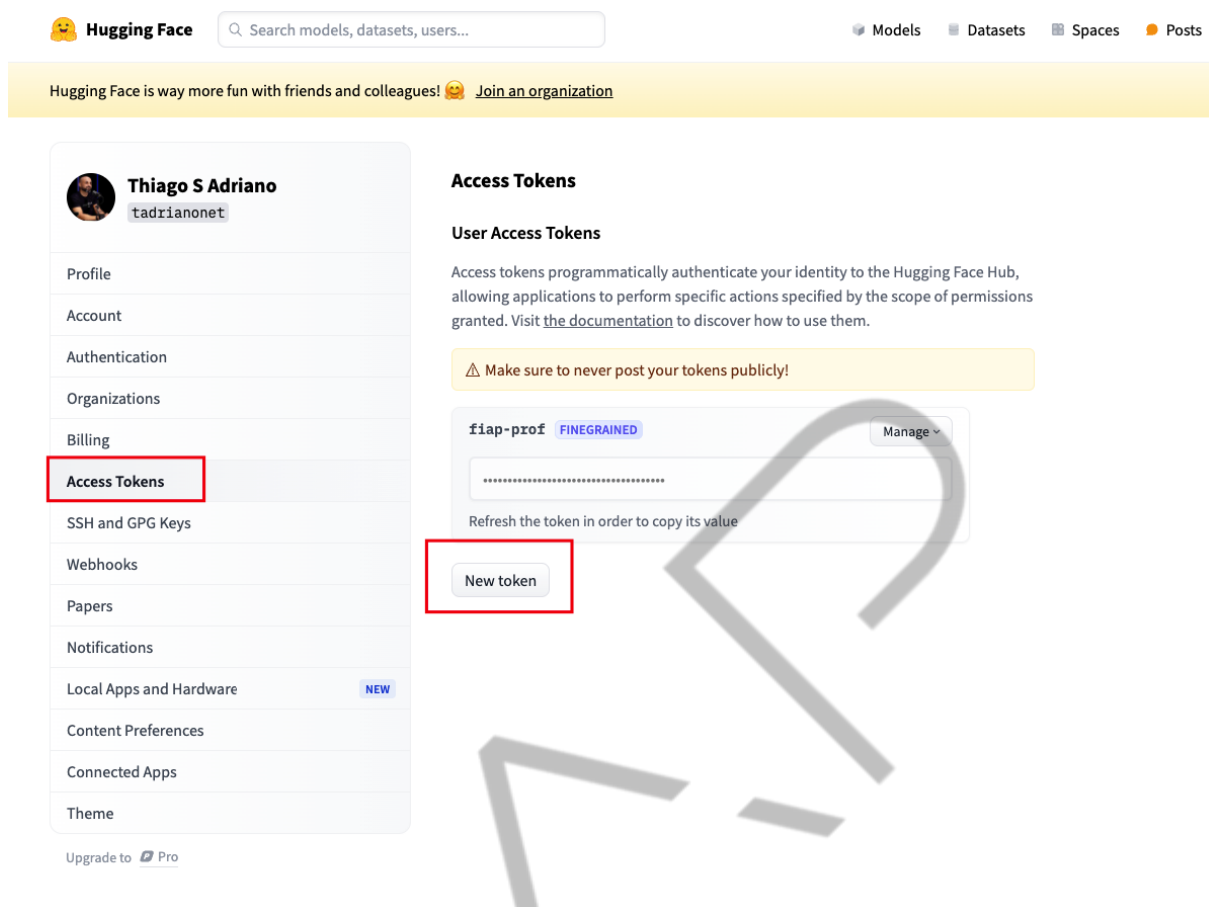 Hugging Face
Search models, datasets, users...
Models
Datasets
Spaces
Posts
Hugging Face is way more fun with friends and colleagues! 🤗 Join an organization
Thiago S Adriano
tadrianonet
Profile
Account
Authentication
Organizations
Billing
Access Tokens
SSH and GPG Keys
Webhooks
Papers
Notifications
Local Apps and Hardware NEW
Content Preferences
Connected Apps
Theme
Upgrade to Pro
Access Tokens
User Access Tokens
Access tokens programmatically authenticate your identity to the Hugging Face Hub,
allowing applications to perform specific actions specified by the scope of permissions
granted. Visit the documentation to discover how to use them.
⚠ Make sure to never post your tokens publicly!
fiap-prof FINEGRAINED
Manage
•••••••••••••••••••••••••••••••••••••
Refresh the token in order to copy its value
New token